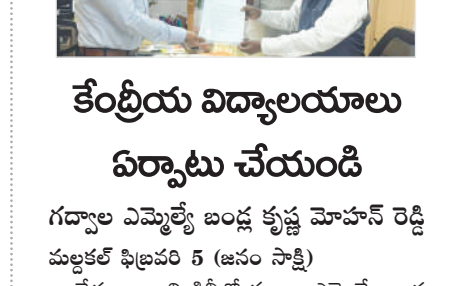 కేంద్రీయ విద్యాలయాలు
ఏర్పాటు చేయండి
గద్వాల ఎమ్మెల్యే బండ్ల కృష్ణ మోహన్ రెడ్డి
మల్దకల్ ఫిబ్రవరి 5 (జనం సాక్షి)